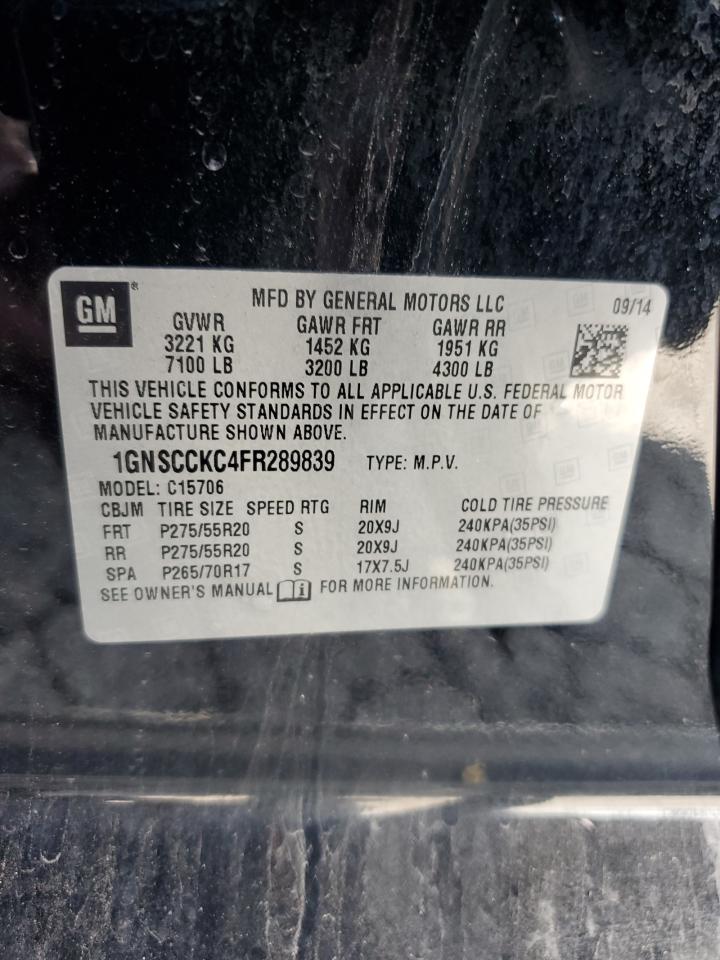 GM®
MFD BY GENERAL MOTORS LLC 09/14
GVWR GAWR FRT GAWR RR
3221 KG 1452 KG 1951 KG
7100 LB 3200 LB 4300 LB
THIS VEHICLE CONFORMS TO ALL APPLICABLE U.S. FEDERAL MOTOR
VEHICLE SAFETY STANDARDS IN EFFECT ON THE DATE OF
MANUFACTURE SHOWN ABOVE.
1GNSCCKC4FR289839 TYPE: M.P.V.
MODEL: C15706
CBJM TIRE SIZE SPEED RTG RIM COLD TIRE PRESSURE
FRT P275/55R20 S 20X9J 240KPA(35PSI)
RR P275/55R20 S 20X9J 240KPA(35PSI)
SPA P265/70R17 S 17X7.5J 240KPA(35PSI)
SEE OWNER'S MANUAL i FOR MORE INFORMATION.